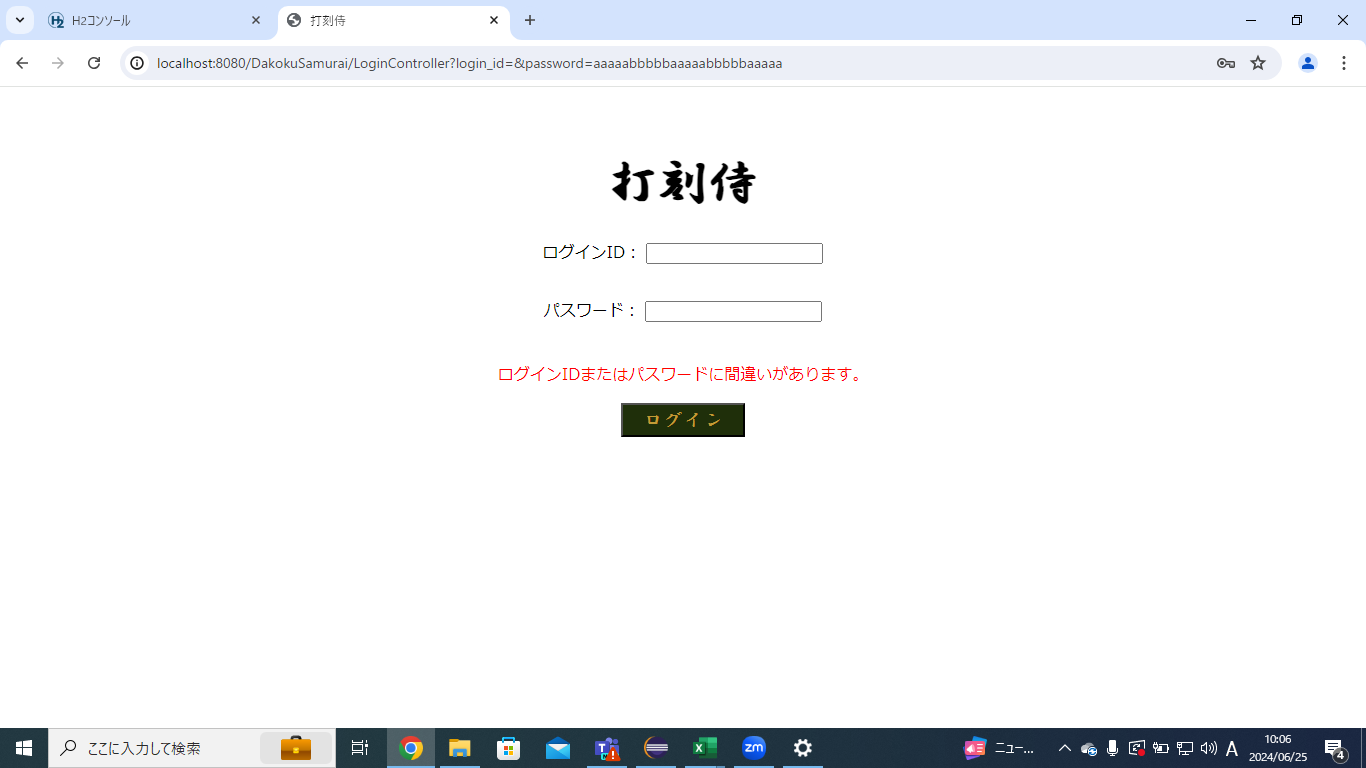 H2コンソール
打刻侍
localhost:8080/DakokuSamurai/LoginController?login_id=&password=aaaaabbbbbaaaaabbbbbaaaaa
打刻侍
ログインID：
パスワード：
ログインIDまたはパスワードに間違いがあります。
ログイン
ここに入力して検索
zm
ニュー...
A
10:06
2024/06/25
4